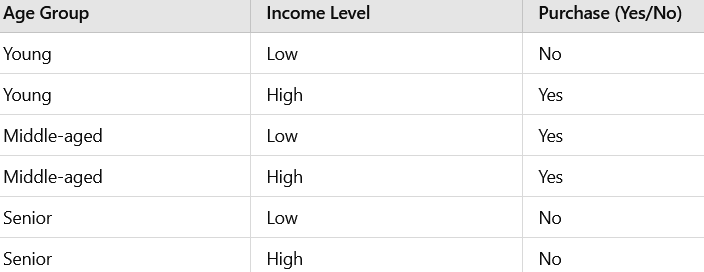 Age Group Income Level Purchase (Yes/No)
Young Low No
Young High Yes
Middle-aged Low Yes
Middle-aged High Yes
Senior Low No
Senior High No